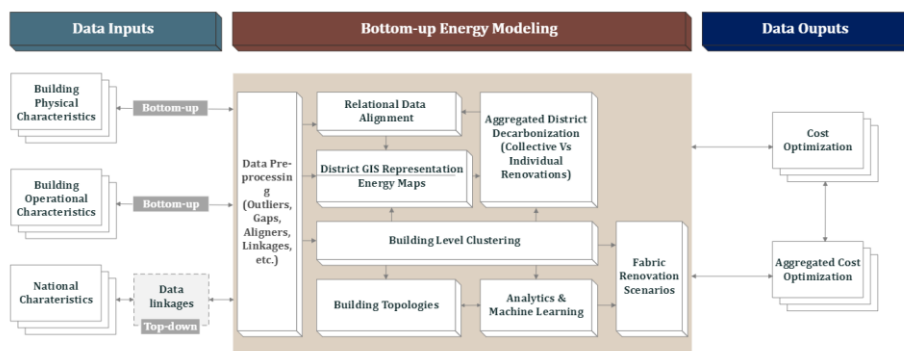 Data Inputs
Bottom-up Energy Modeling
Data Ouputs
Building
Physical
Characteristics
Bottom-up
Building
Operational
Characteristics
Bottom-up
National
Charateristics
Data
linkages
Top-down
Data Pre-
processin
g
(Outliers,
Gaps,
Aligners,
Linkages,
etc.)
Relational Data
Alignment
District GIS Representation
Energy Maps
Aggregated District
Decarbonization
(Collective Vs
Individual
Renovations)
Building Level Clustering
Building Topologies
Analytics &
Machine Learning
Fabric
Renovation
Scenarios
Cost
Optimization
Aggregated Cost
Optimization